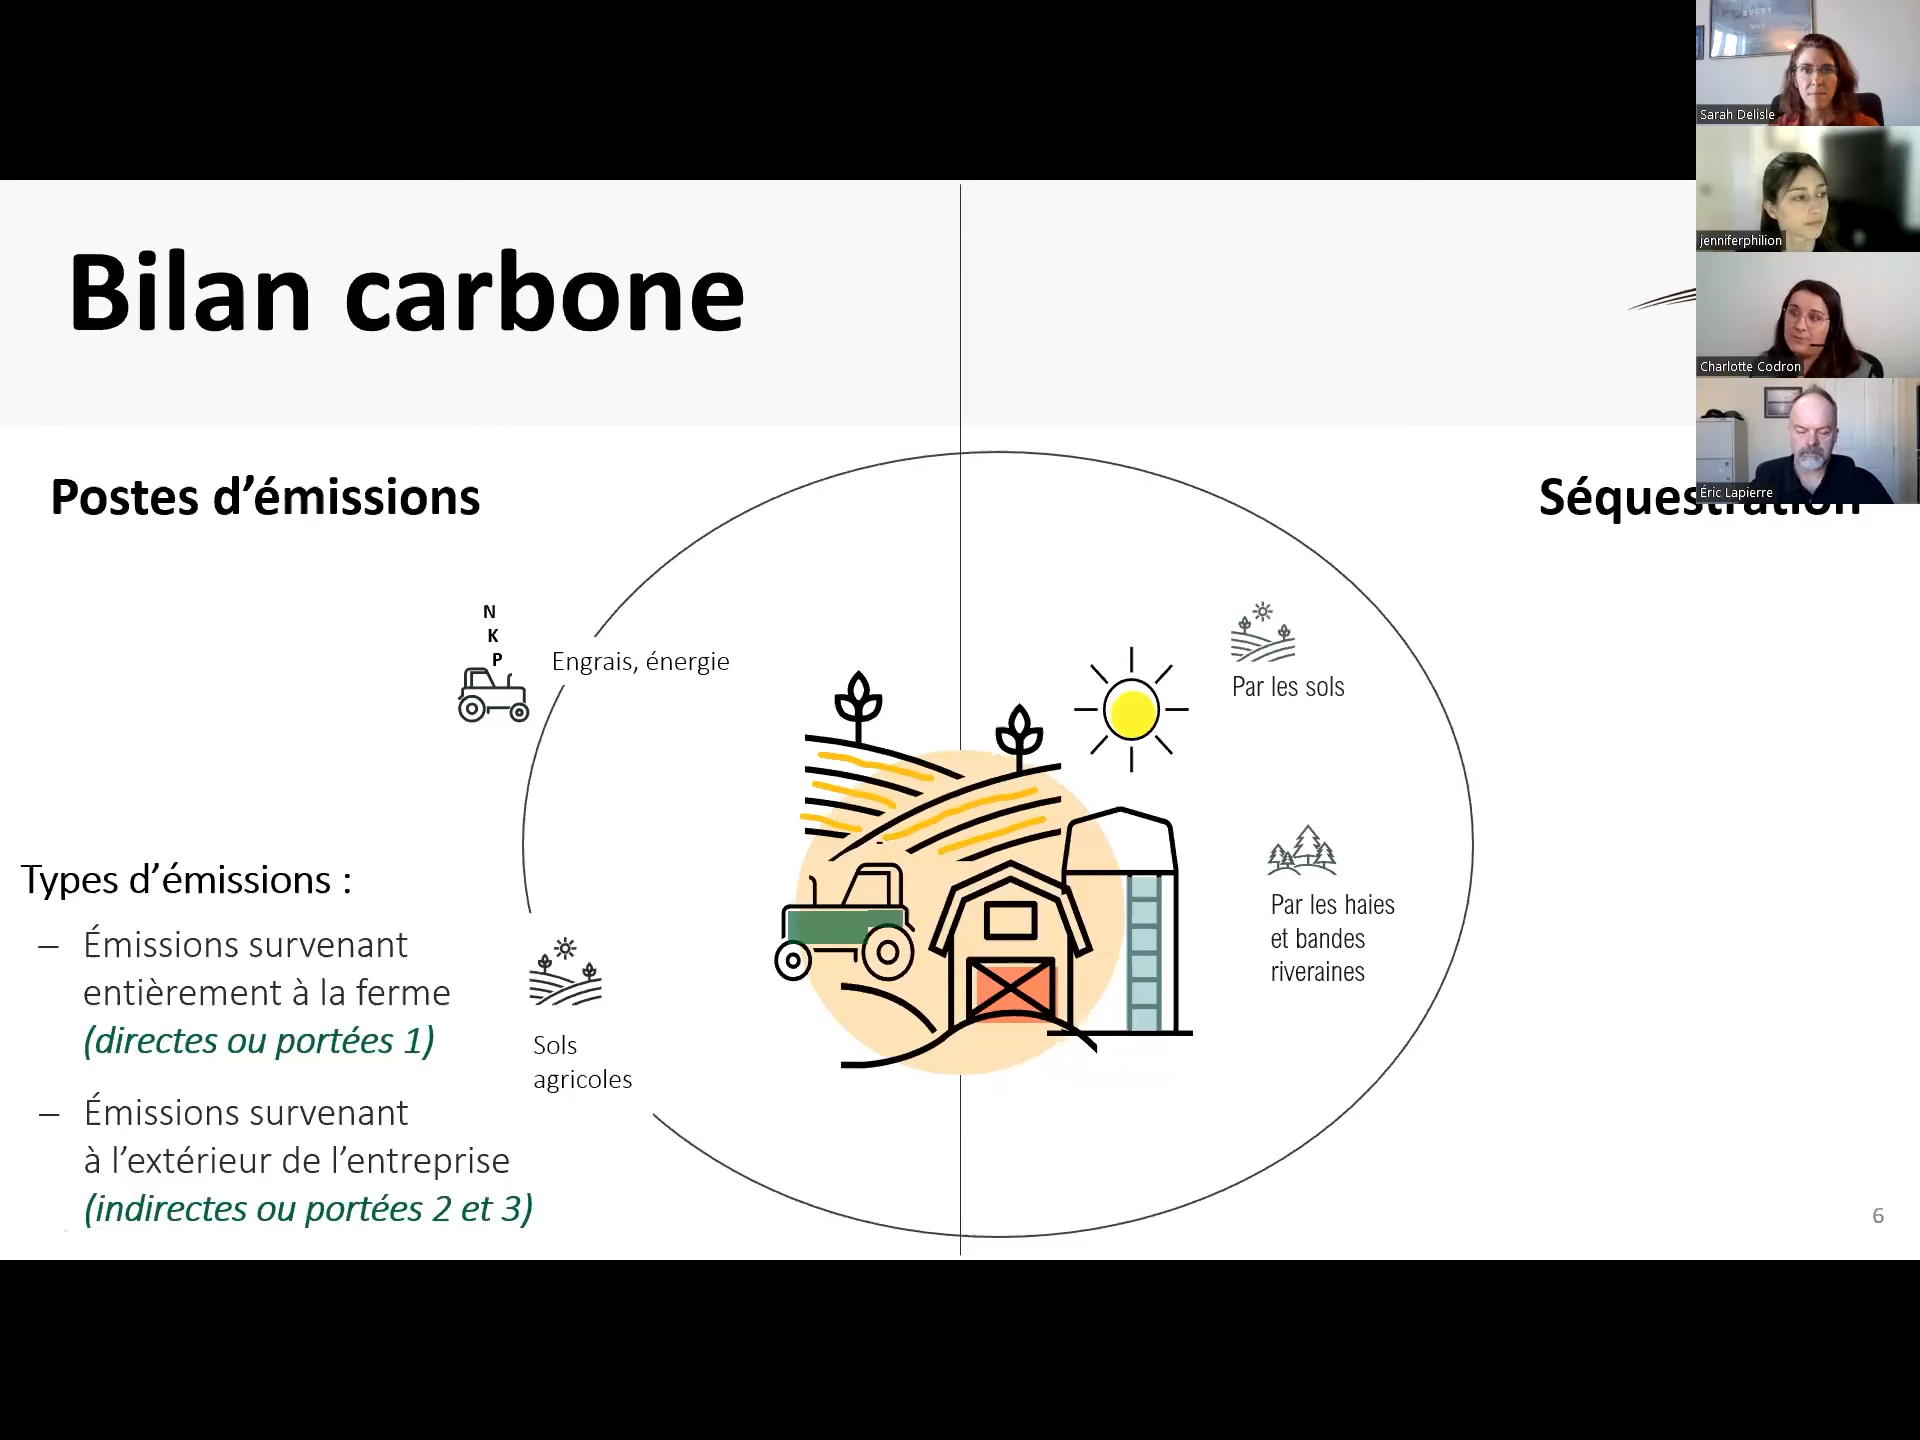 Bilan carbone
Postes d’émissions
Séquestration
N
K
P
Engrais, énergie
Par les sols
Par les haies
et bandes
riveraines
Types d’émissions :
– Émissions survenant
entièrement à la ferme
(directes ou portées 1)
– Émissions survenant
à l’extérieur de l’entreprise
(indirectes ou portées 2 et 3)
Sols
agricoles
6
Sarah Delisle
jenniferphilion
Charlotte Codron
Éric Lapierre